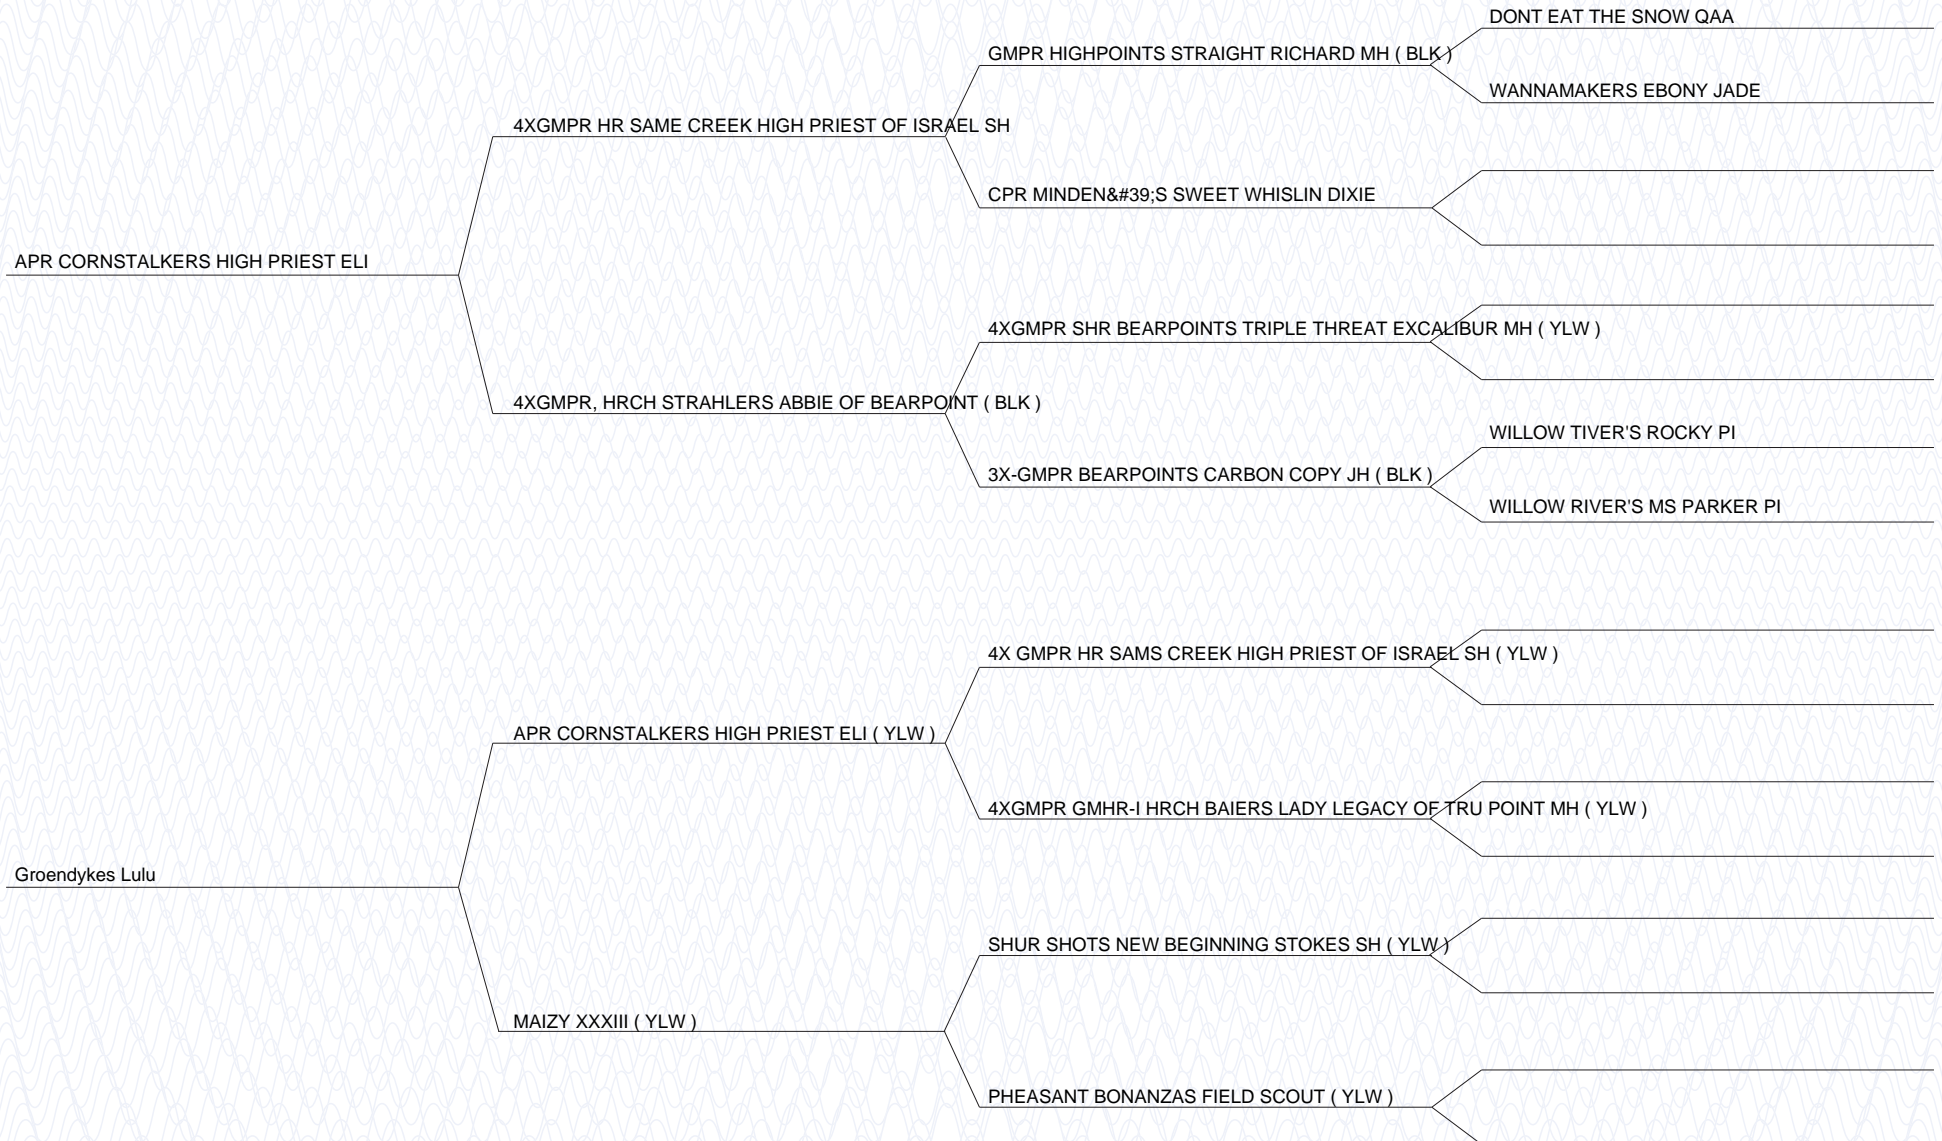 DONT EAT THE SNOW QAA
GMPR HIGHPOINTS STRAIGHT RICHARD MH ( BLK )
WANNAMAKERS EBONY JADE
4XGMPR HR SAME CREEK HIGH PRIEST OF ISRAEL SH
CPR MINDEN&#39;S SWEET WHISLIN DIXIE
APR CORNSTALKERS HIGH PRIEST ELI
4XGMPR SHR BEARPOINTS TRIPLE THREAT EXCALIBUR MH ( YLW )
4XGMPR, HRCH STRAHLERS ABBIE OF BEARPOINT ( BLK )
WILLOW TIVER'S ROCKY PI
3X-GMPR BEARPOINTS CARBON COPY JH ( BLK )
WILLOW RIVER'S MS PARKER PI
4X GMPR HR SAMS CREEK HIGH PRIEST OF ISRAEL SH ( YLW )
APR CORNSTALKERS HIGH PRIEST ELI ( YLW )
4XGMPR GMHR-I HRCH BAIERS LADY LEGACY OF TRU POINT MH ( YLW )
Groendykes Lulu
SHUR SHOTS NEW BEGINNING STOKES SH ( YLW )
MAIZY XXXIII ( YLW )
PHEASANT BONANZAS FIELD SCOUT ( YLW )